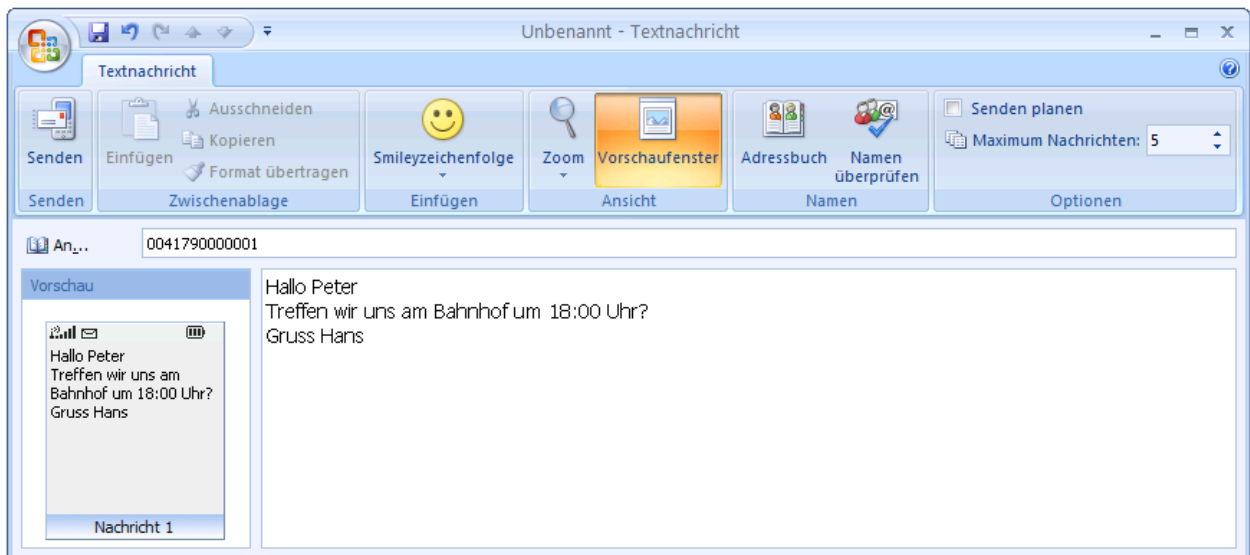 Unbenannt - Textnachricht
Textnachricht
Senden
Einfügen
Ausschneiden
Kopieren
Format übertragen
Smileyzeichenfolge
Zoom
Vorschaufenster
Adressbuch
Namen
überprüfen
Senden planen
Maximum Nachrichten: 5
Senden
Zwischenablage
Einfügen
Ansicht
Namen
Optionen
An...
0041790000001
Vorschau
Hallo Peter
Treffen wir uns am
Bahnhof um 18:00 Uhr?
Gruss Hans
Nachricht 1
Hallo Peter
Treffen wir uns am Bahnhof um 18:00 Uhr?
Gruss Hans